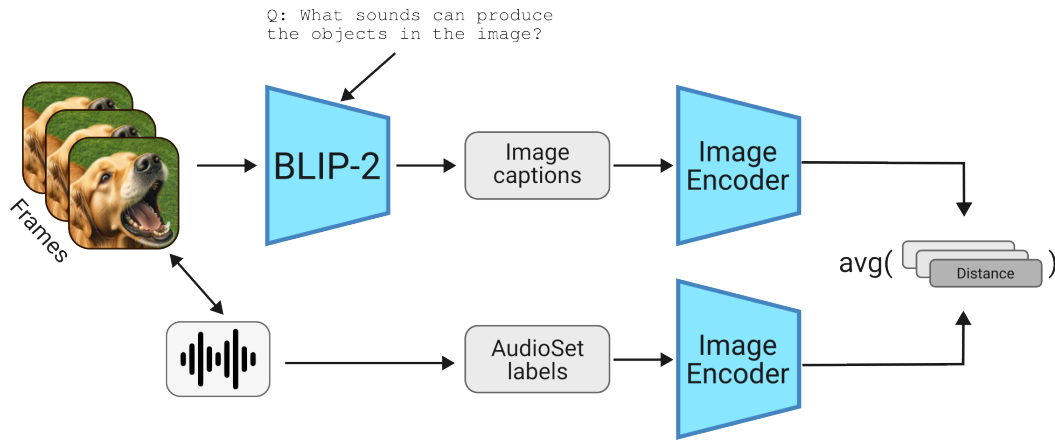 Q: What sounds can produce
the objects in the image?
Frames
BLIP-2
Image
captions
Image
Encoder
avg(
Distance
)
AudioSet
labels
Image
Encoder